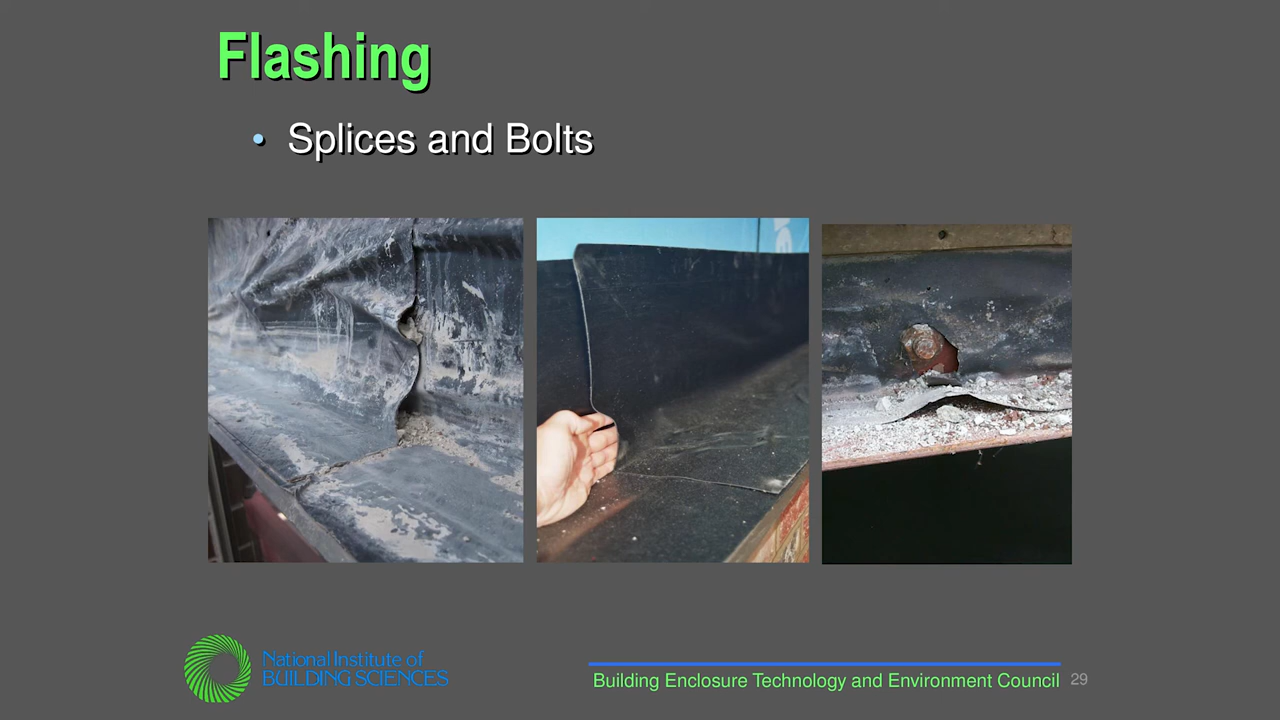 Flashing
• Splices and Bolts
National Institute of
BUILDING SCIENCES
Building Enclosure Technology and Environment Council 29